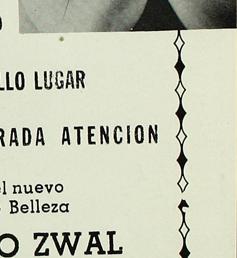 LLO LUGAR
RADA ATENCION
el nuevo
Belleza
O ZWAL